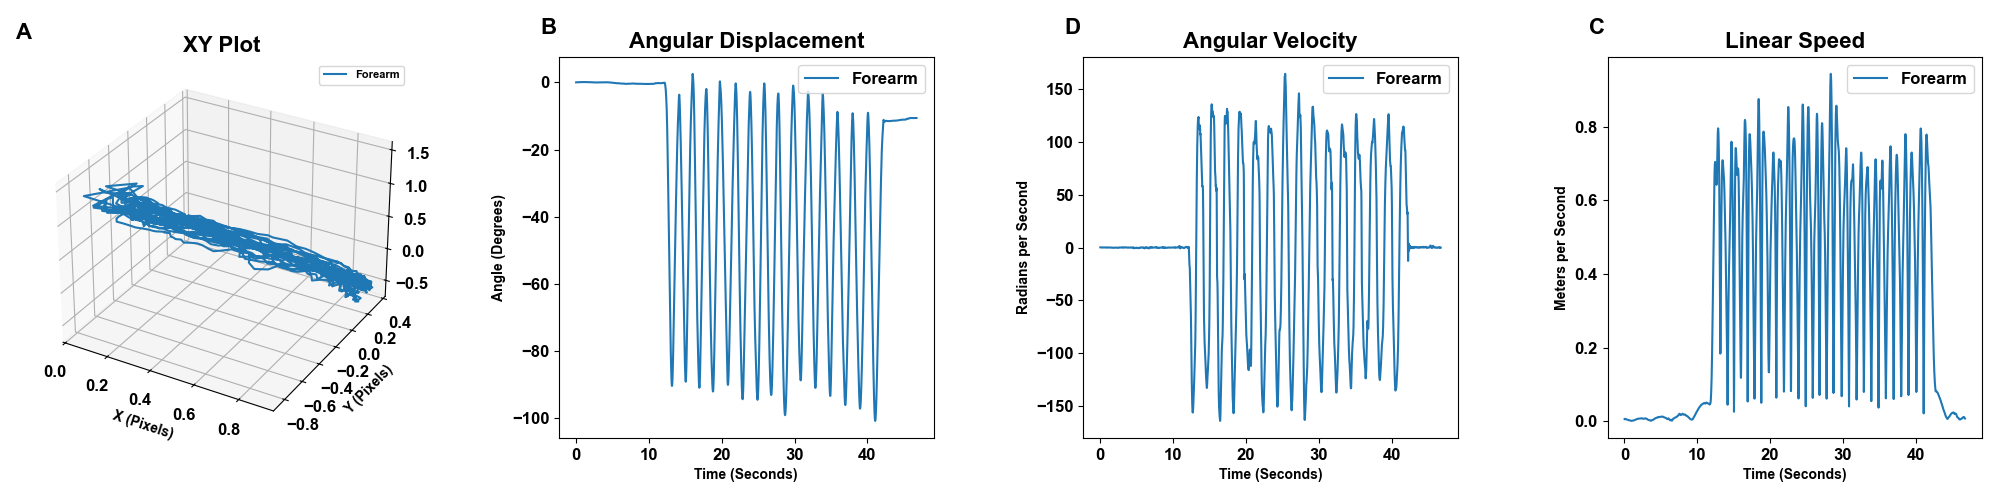 A
XY Plot
Forearm
1.5
1.0
0.5
0.0
−0.5
0.4
0.2
0.0
−0.2
−0.4
−0.6
−0.8
Y (Pixels)
0.0
0.2
0.4
0.6
0.8
X (Pixels)
B
Angular Displacement
Forearm
0
−20
−40
−60
−80
−100
Angle (Degrees)
0 10 20 30 40
Time (Seconds)
D
Angular Velocity
Forearm
150
100
50
0
−50
−100
−150
Radians per Second
0 10 20 30 40
Time (Seconds)
C
Linear Speed
Forearm
0.8
0.6
0.4
0.2
0.0
Meters per Second
0 10 20 30 40
Time (Seconds)